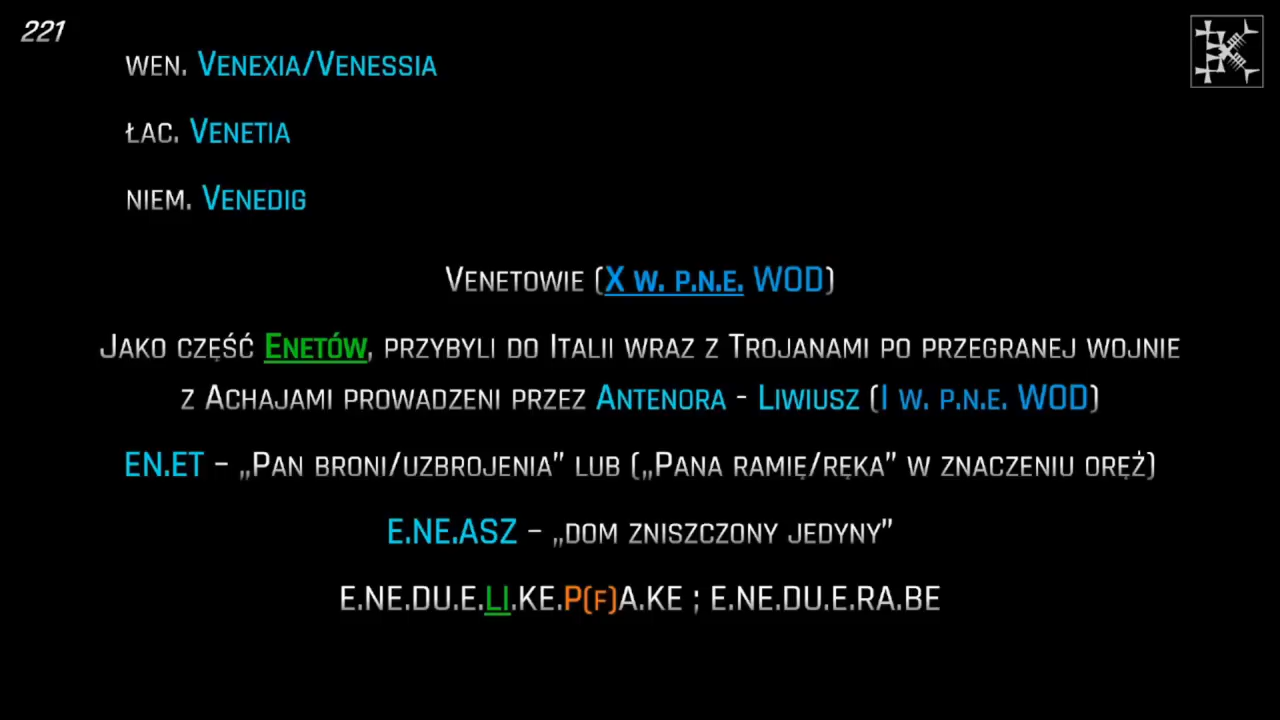 221
WEN. VENEXIA/VENESSIA
ŁAC. VENETIA
NIEM. VENEDIG
VENETOWIE (X W. P.N.E. WOD)
JAKO CZĘŚĆ ENETÓW, PRZYBYLI DO ITALII WRAZ Z TROJANAMI PO PRZEGRANEJ WOJNIE
Z ACHAJAMI PROWADZENI PRZEZ ANTENORA - LIWIUSZ (I W. P.N.E. WOD)
EN.ET – „PAN BRONI/UZBROJENIA” LUB („PANA RAMIĘ/RĘKA” W ZNACZENIU ORĘŻ)
E.NE.ASZ – „DOM ZNISZCZONY JEDYNY”
E.NE.DU.E.LI.KE.P(F)A.KE ; E.NE.DU.E.RA.BE